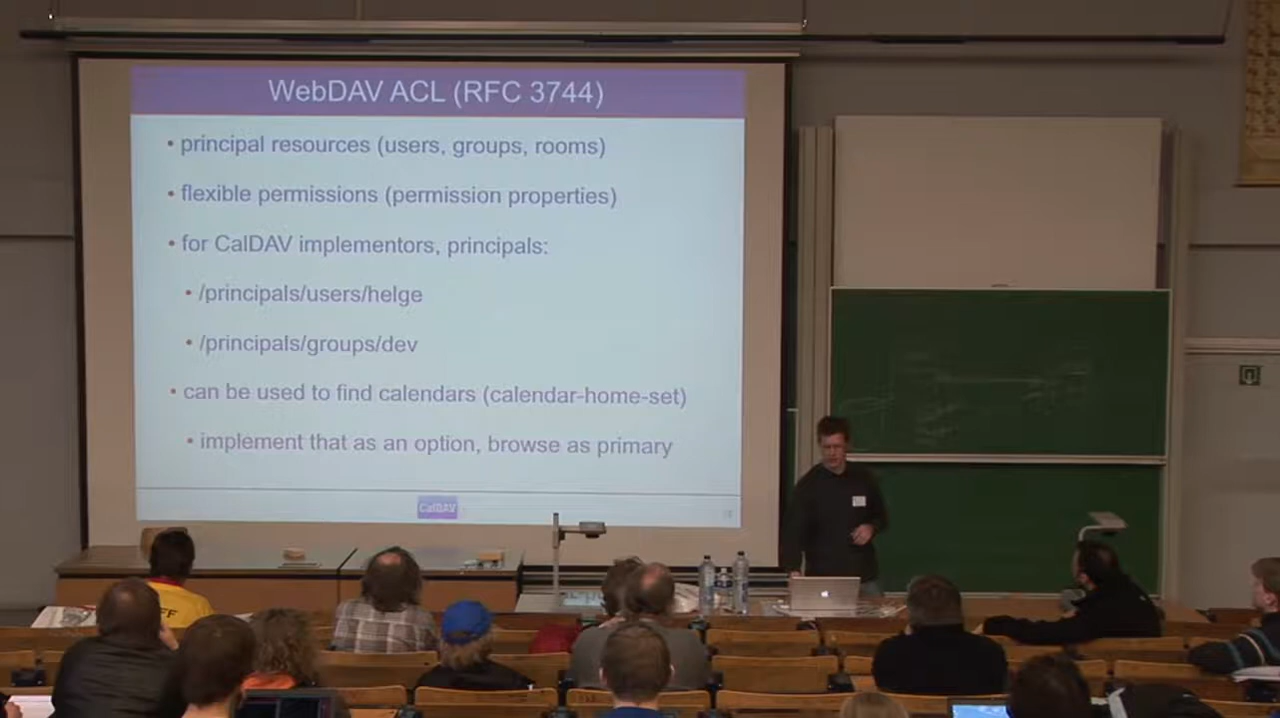 WebDAV ACL (RFC 3744)
• principal resources (users, groups, rooms)
• flexible permissions (permission properties)
• for CalDAV implementors, principals:
• /principals/users/helge
• /principals/groups/dev
• can be used to find calendars (calendar-home-set)
• implement that as an option, browse as primary
CalDAV
FF